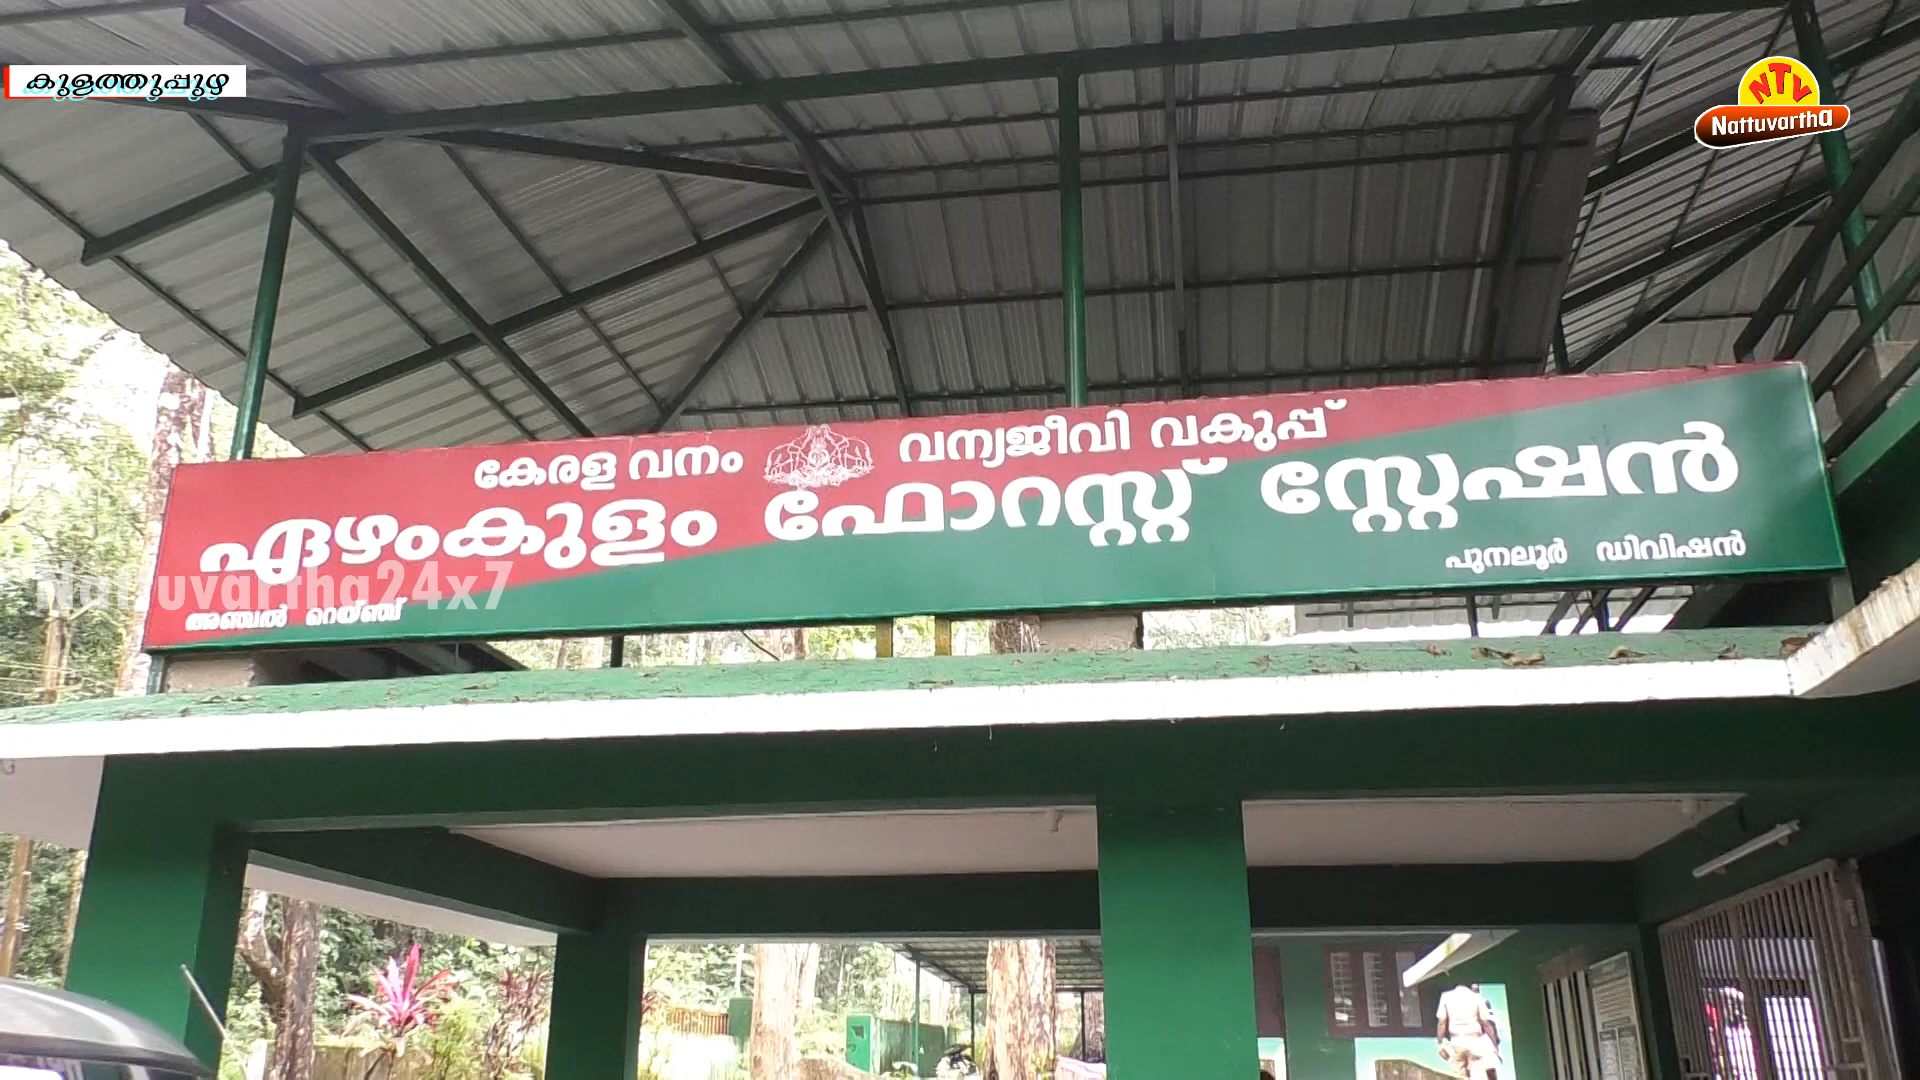 കുളത്തൂപ്പുഴ
NTV
Nattuvartha
കേരള വനം വന്യജീവി വകുപ്പ്
ഏഴംകുളം ഫോറസ്റ്റ് സ്റ്റേഷൻ
പുനലൂർ ഡിവിഷൻ
Nattuvartha24x7
അഞ്ചൽ റെയ്ഞ്ച്